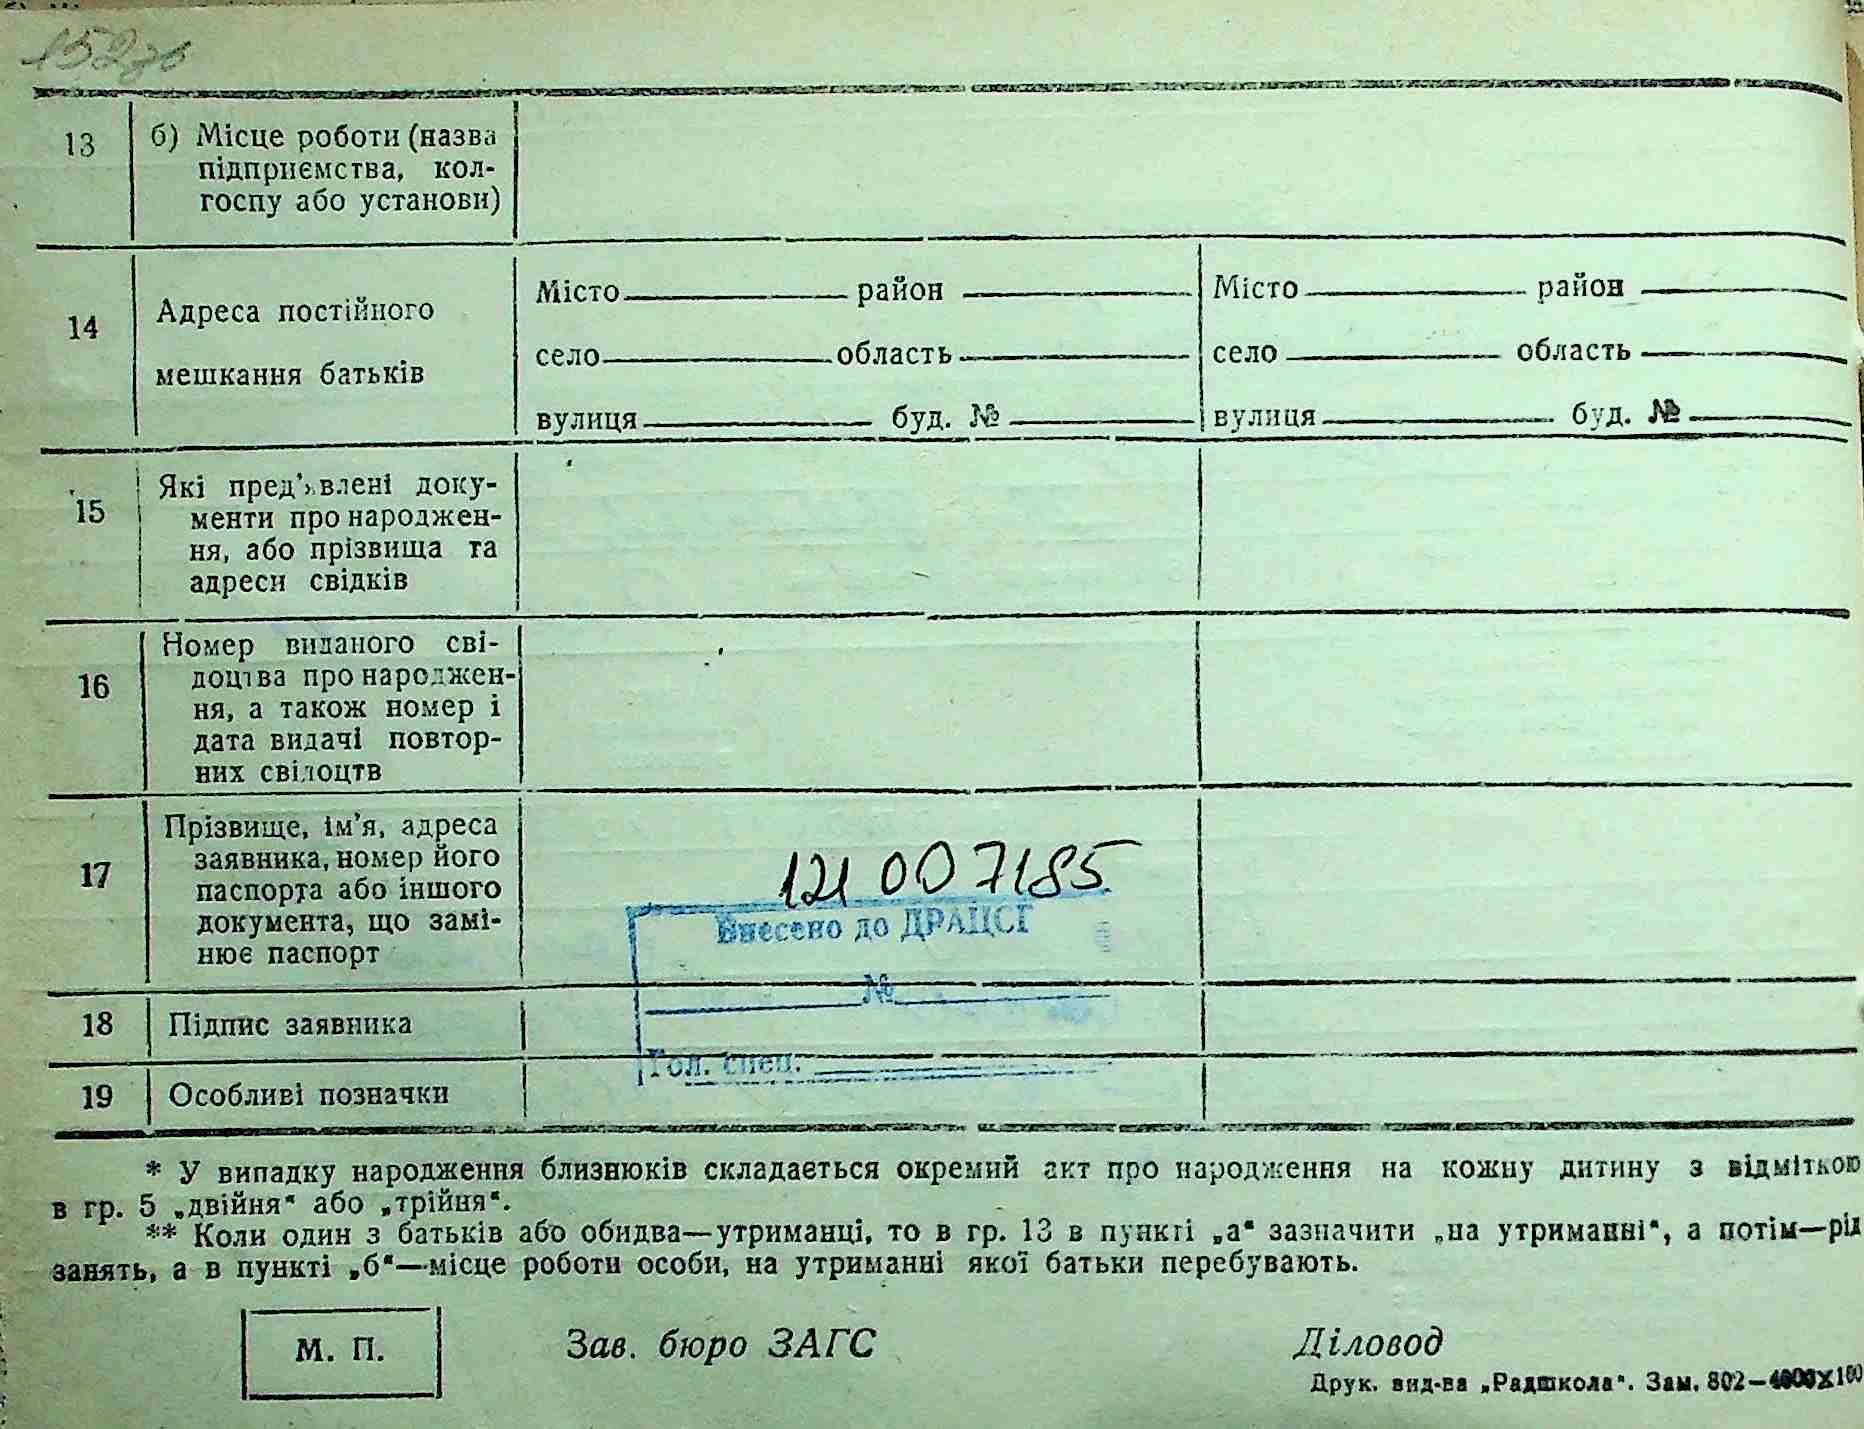 13
б) Місце роботи (назва
підприємства, кол-
госпу або установи)
14
Адреса постійного
мешкання батьків
Місто район
село область
вулиця буд. №
Місто район
село область
вулиця буд. №
15
Які пред'явлені доку-
менти про народжен-
ня, або прізвища та
адреси свідків
16
Номер виданого сві-
доцтва про народжен-
ня, а також номер і
дата видачі повтор-
них свідоцтв
17
Прізвище, ім'я, адреса
заявника, номер його
паспорта або іншого
документа, що замі-
нює паспорт
121 00 7185
Внесено до ДРАЦСГ
№
Гол. спец.
18
Підпис заявника
19
Особливі позначки
* У випадку народження близнюків складається окремий акт про народження на кожну дитину з відміткою
в гр. 5 „двійня“ або „трійня“.
** Коли один з батьків або обидва—утриманці, то в гр. 13 в пункті „а“ зазначити „на утриманні“, а потім—рід
занять, а в пункті „б“—місце роботи особи, на утриманні якої батьки перебувають.
М. П.
Зав. бюро ЗАГС
Діловод
Друк. вид-ва „Радшкола“. Зам. 802—4000×100